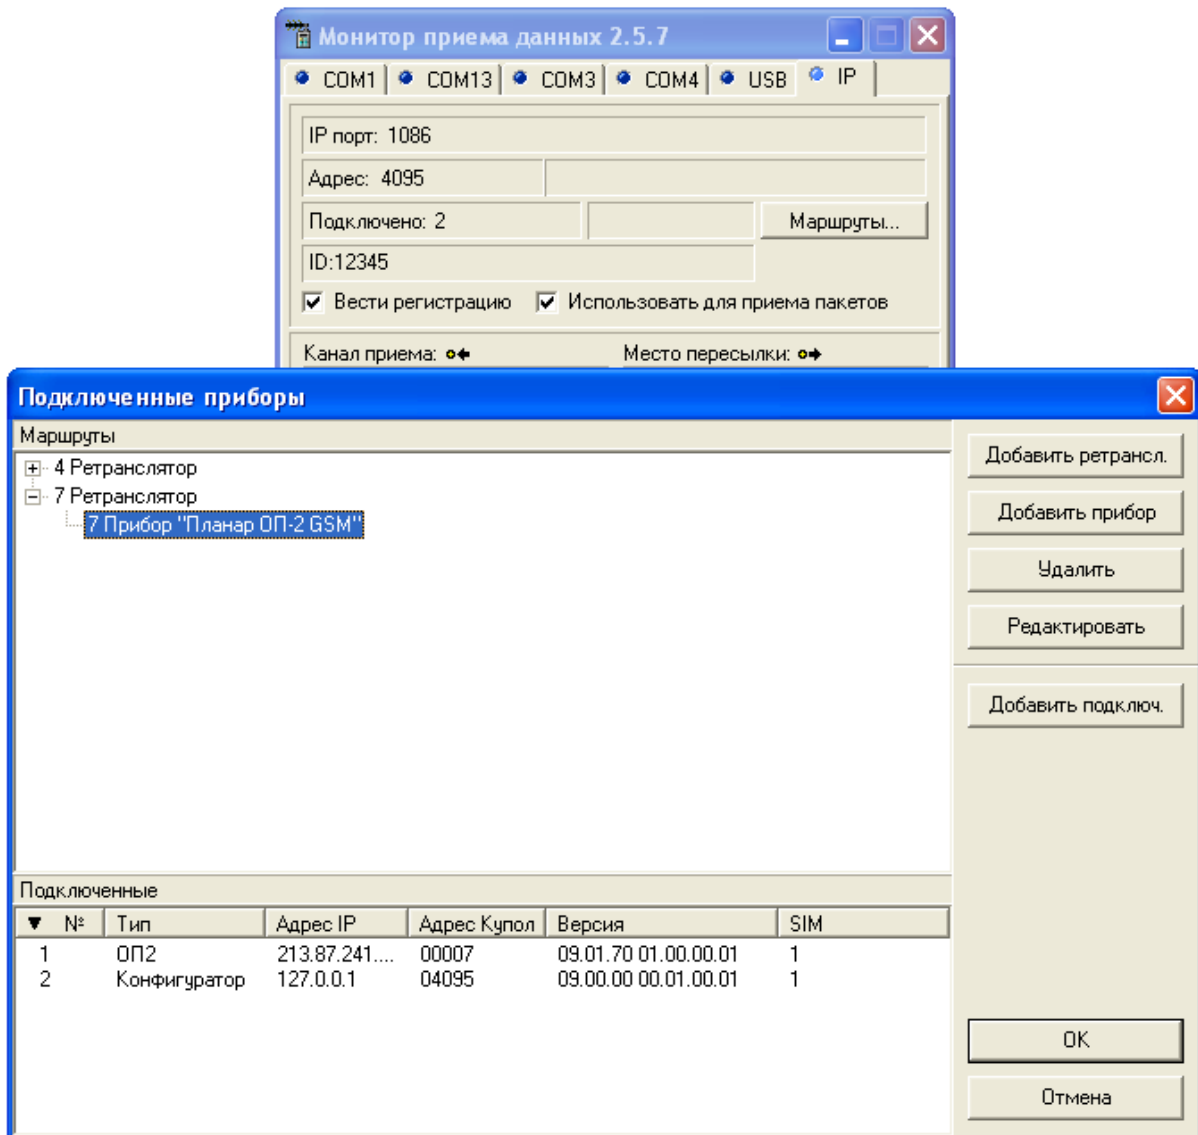 Монитор приема данных 2.5.7
COM1 COM13 COM3 COM4 USB IP
IP порт: 1086
Адрес: 4095
Подключено: 2 Маршруты...
ID:12345
Вести регистрацию Использовать для приема пакетов
Канал приема: Место пересылки:
Подключенные приборы
Маршруты
4 Ретранслятор
7 Ретранслятор
7 Прибор "Планар ОП-2 GSM"
Добавить ретрансл.
Добавить прибор
Удалить
Редактировать
Добавить подключ.
Подключенные
№ Тип Адрес IP Адрес Купол Версия SIM
1 ОП2 213.87.241.... 00007 09.01.70 01.00.00.01 1
2 Конфигуратор 127.0.0.1 04095 09.00.00 00.01.00.01 1
OK
Отмена